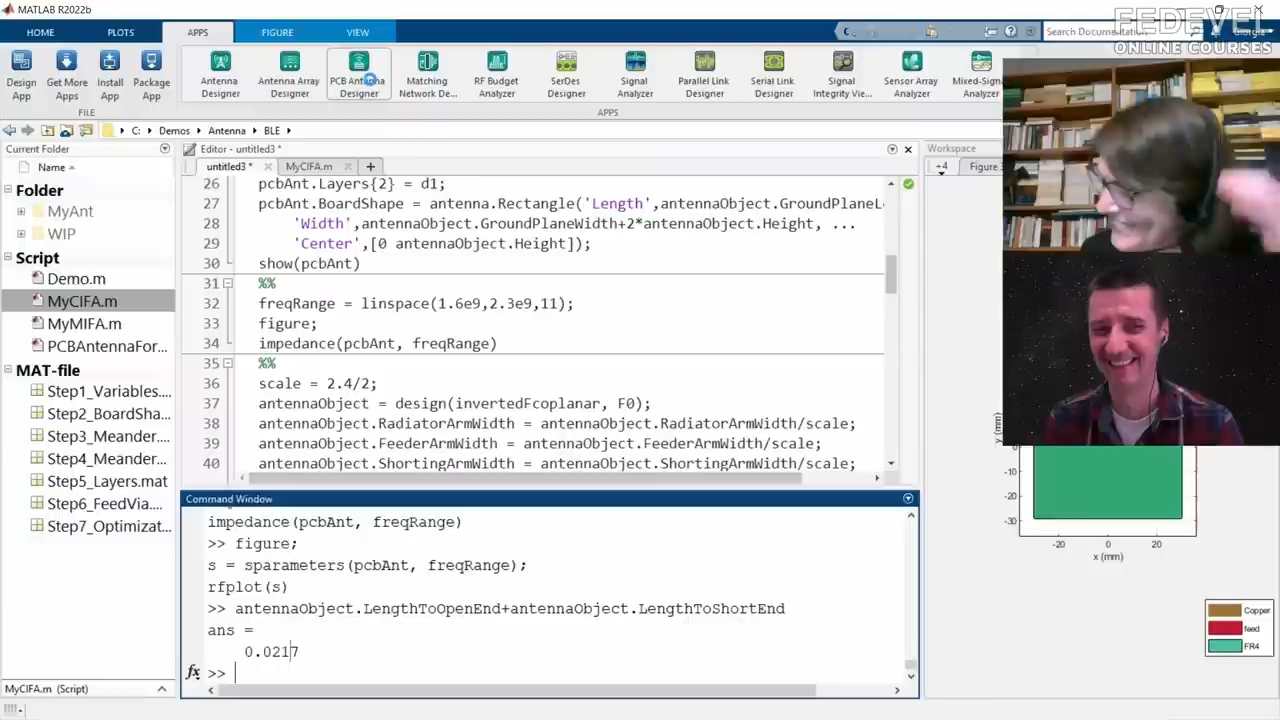 MATLAB R2022b
FEDEVEL
ONLINE COURSES
HOME PLOTS APPS FIGURE VIEW
Search Documentation
Design App
Get More Apps
Install App
Package App
Antenna Designer
Antenna Array Designer
PCB Antenna Designer
Matching Network De...
RF Budget Analyzer
SerDes Designer
Signal Analyzer
Parallel Link Designer
Serial Link Designer
Signal Integrity Vie...
Sensor Array Analyzer
Mixed-Signal Analyzer
FILE
APPS
C: Demos Antenna BLE
Current Folder
Name
Folder
MyAnt
WIP
Script
Demo.m
MyCIFA.m
MyMIFA.m
PCBAntennaFor...
MAT-file
Step1_Variables....
Step2_BoardSha...
Step3_Meander....
Step4_Meander...
Step5_Layers.mat
Step6_FeedVia....
Step7_Optimizat...
MyCIFA.m (Script)
Editor - untitled3 *
untitled3 * MyCIFA.m
26 pcbAnt.Layers{2} = d1;
27 pcbAnt.BoardShape = antenna.Rectangle('Length',antennaObject.GroundPlaneLe
28 'Width',antennaObject.GroundPlaneWidth+2*antennaObject.Height, ...
29 'Center',[0 antennaObject.Height]);
30 show(pcbAnt)
31 %%
32 freqRange = linspace(1.6e9,2.3e9,11);
33 figure;
34 impedance(pcbAnt, freqRange)
35 %%
36 scale = 2.4/2;
37 antennaObject = design(invertedFcoplanar, F0);
38 antennaObject.RadiatorArmWidth = antennaObject.RadiatorArmWidth/scale;
39 antennaObject.FeederArmWidth = antennaObject.FeederArmWidth/scale;
40 antennaObject.ShortingArmWidth = antennaObject.ShortingArmWidth/scale;
Command Window
impedance(pcbAnt, freqRange)
>> figure;
s = sparameters(pcbAnt, freqRange);
rfplot(s)
>> antennaObject.LengthToOpenEnd+antennaObject.LengthToShortEnd
ans =
0.0217
fx >>
Workspace
+4 Figure 3
y (mm)
-10
-20
-30
-20 0 20
x (mm)
Copper
feed
FR4